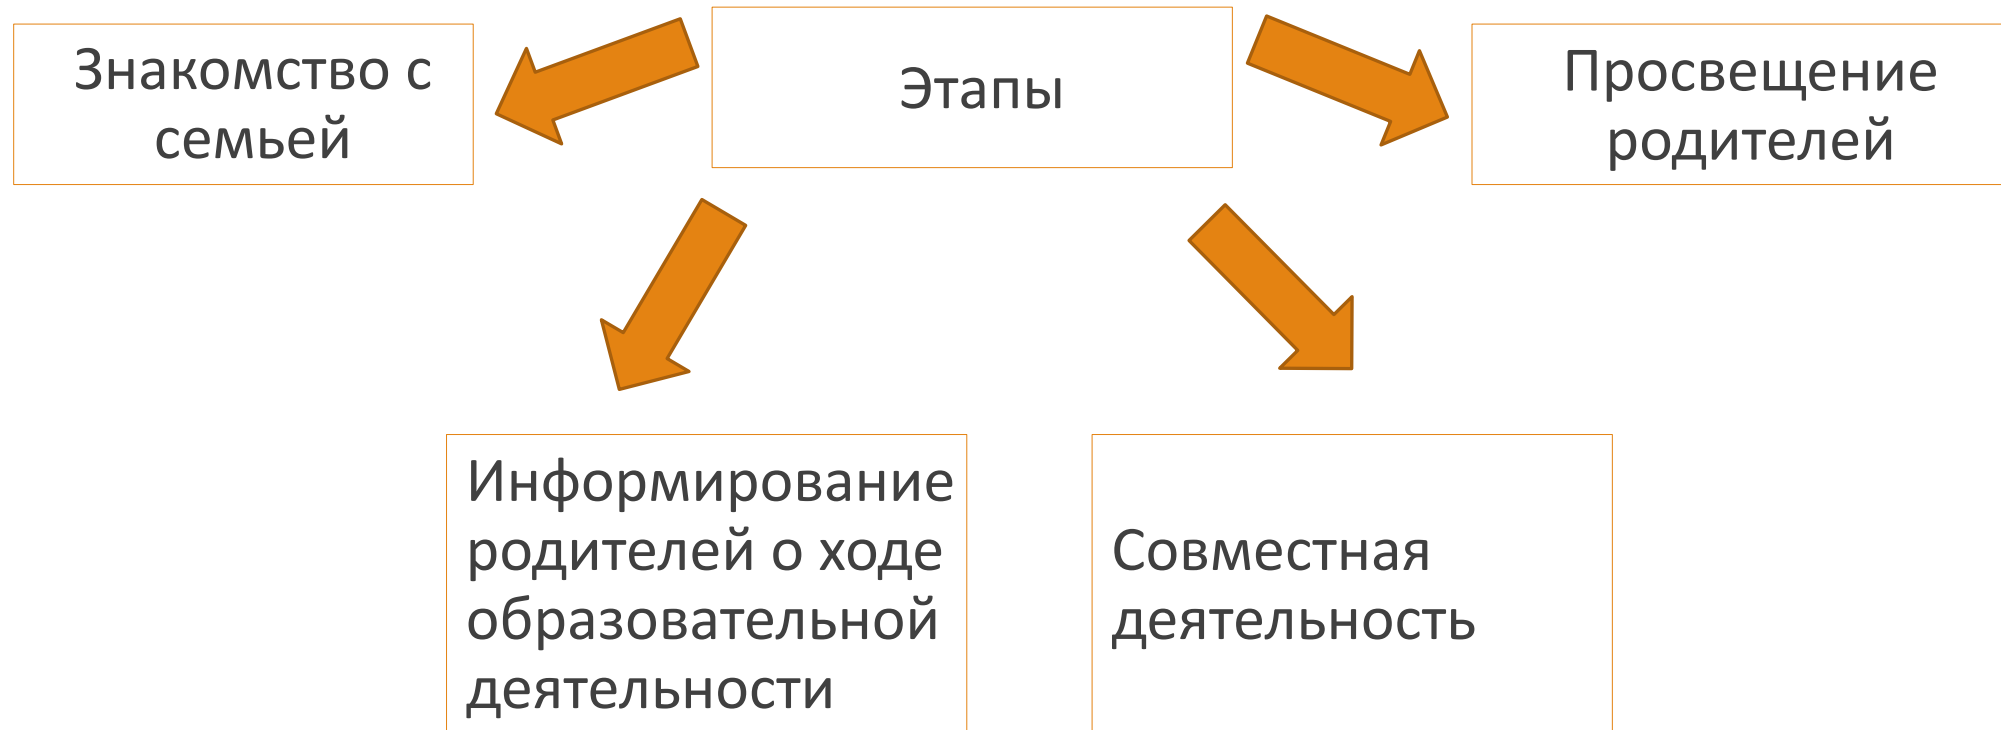 Знакомство с
семьей
Этапы
Просвещение
родителей
Информирование
родителей о ходе
образовательной
деятельности
Совместная
деятельность